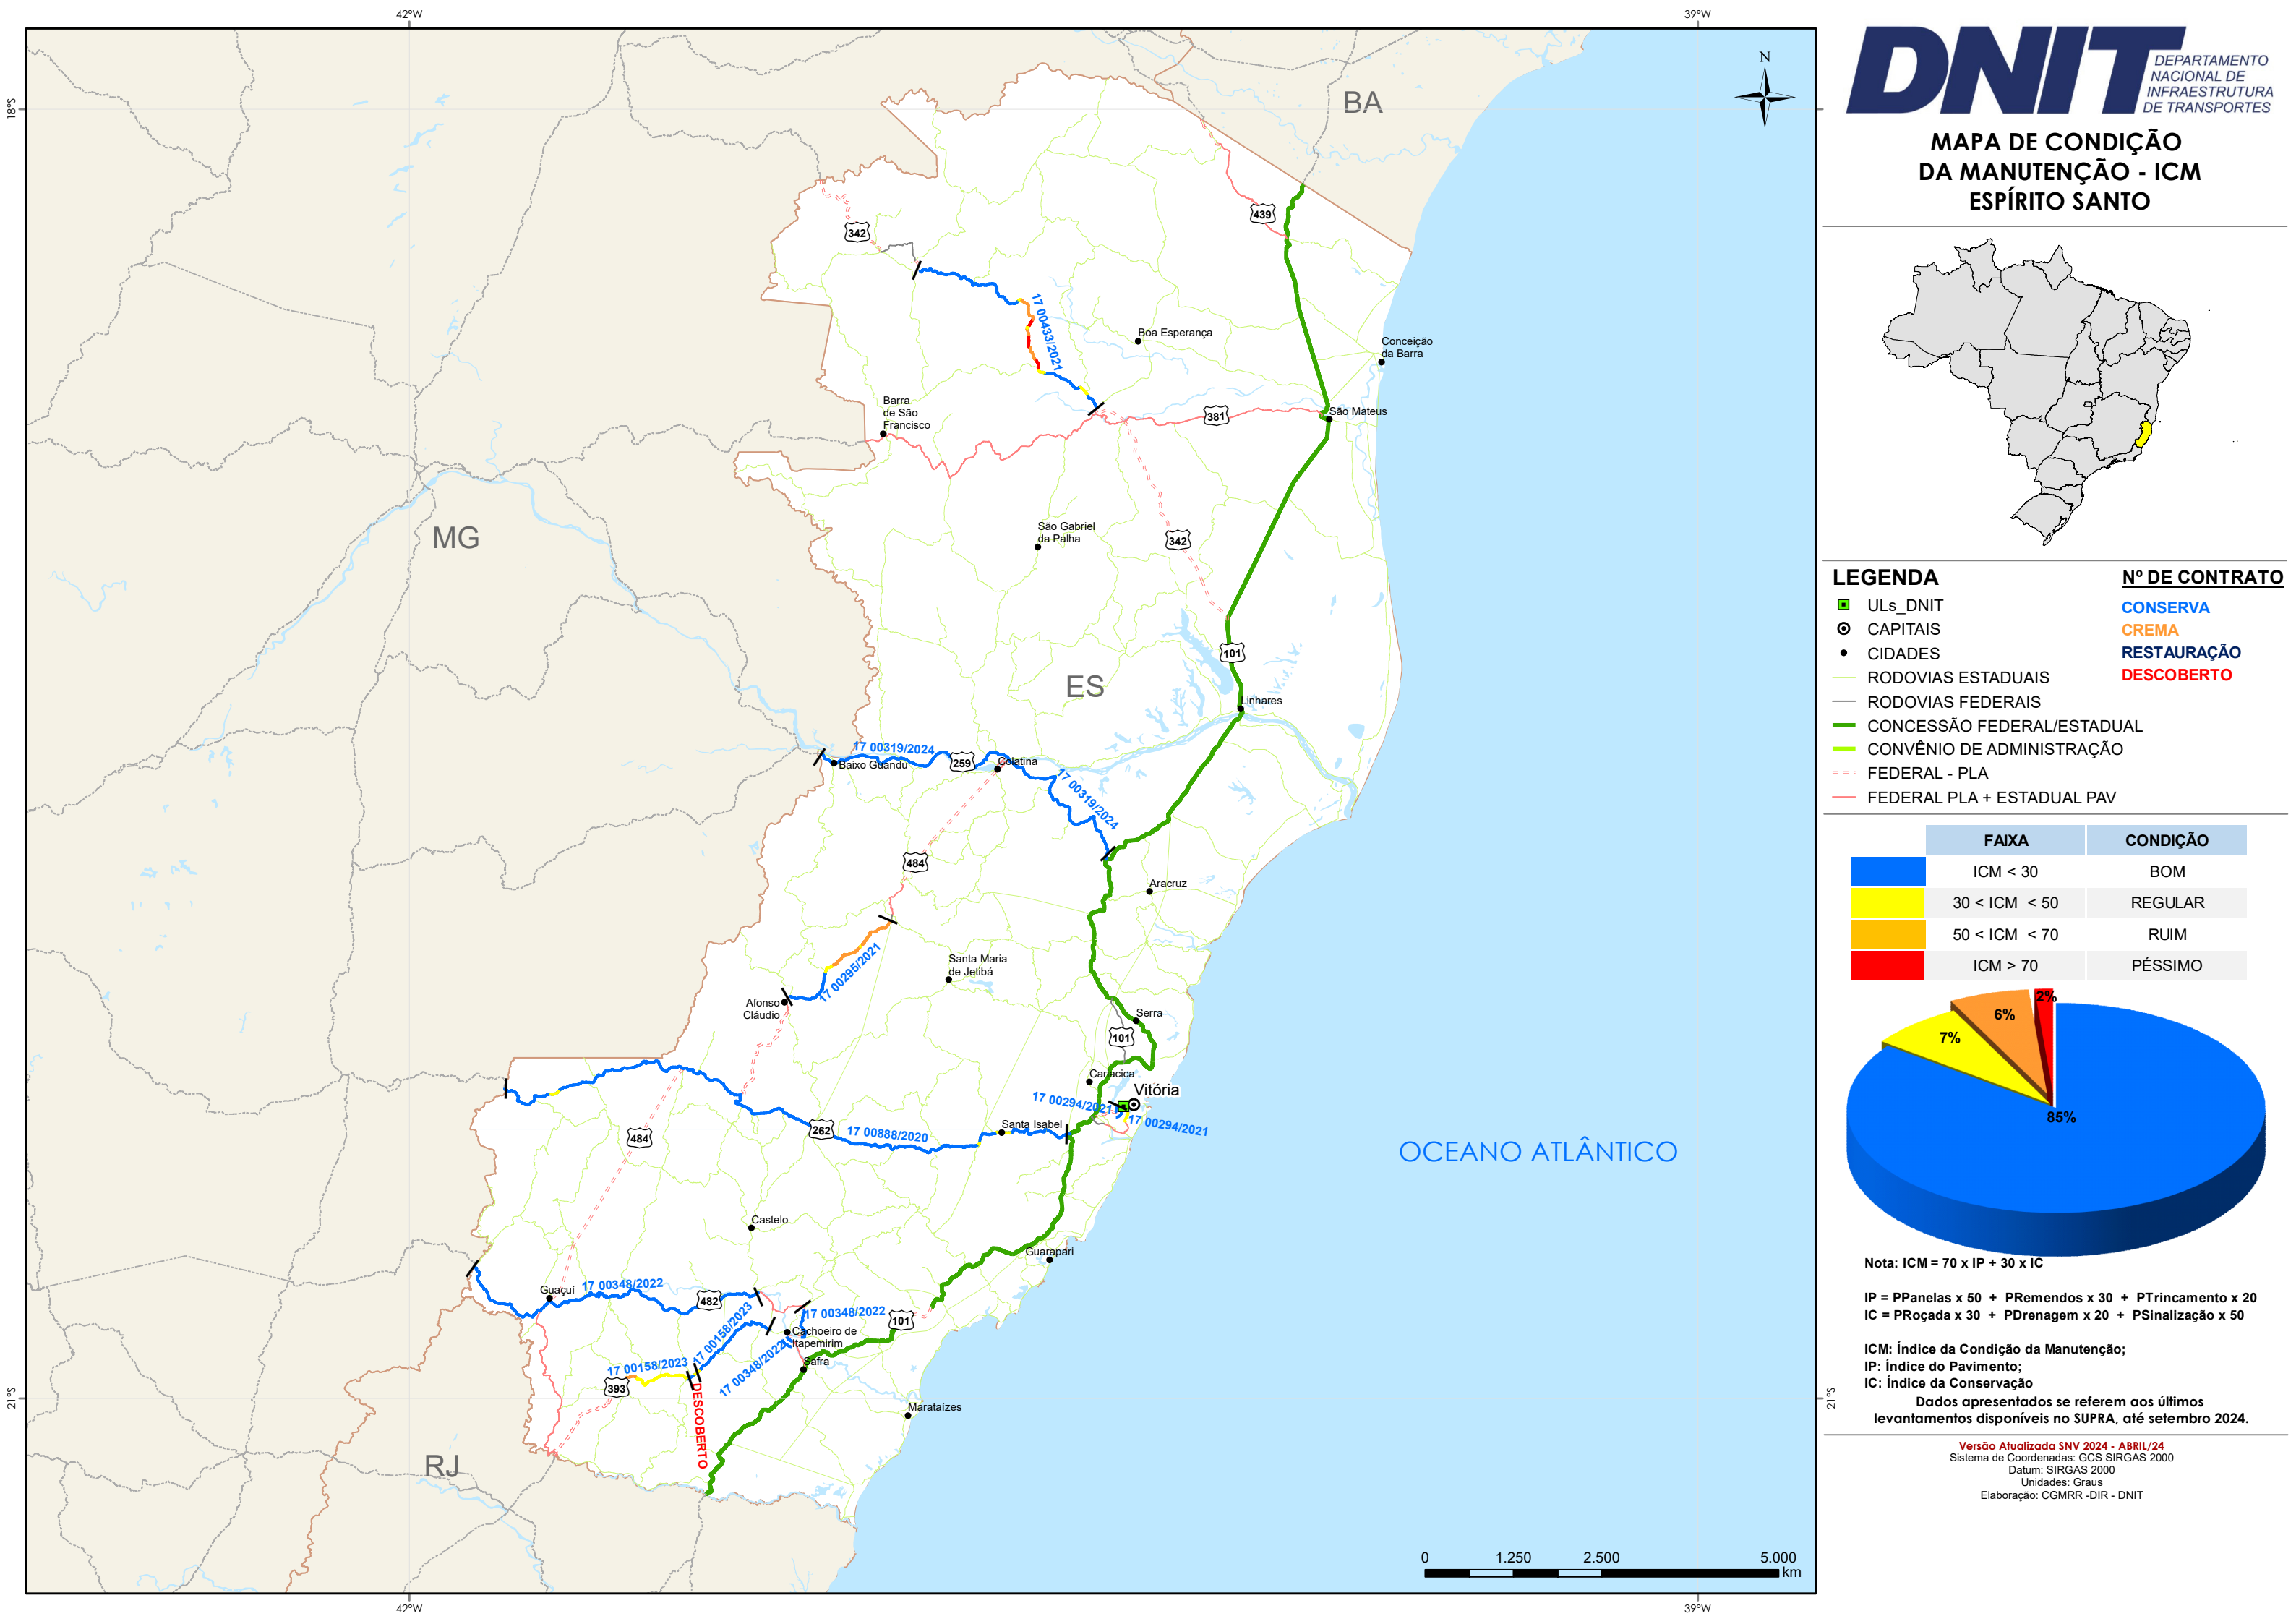 42°W
39°W
18°S
N
BA
439
342
17 00433/2021
Boa Esperança
Conceição
da Barra
Barra
de São
Francisco
381
São Mateus
MG
São Gabriel
da Palha
342
101
ES
Linhares
17 00319/2024
259
Baixo Guandu
Colatina
17 00319/2024
484
Aracruz
17 00295/2021
Santa Maria
de Jetibá
Afonso
Cláudio
Serra
101
Cariacica
Vitória
17 00294/2021
17 00294/2021
Santa Isabel
262
17 00888/2020
484
OCEANO ATLÂNTICO
Castelo
Guarapari
Guaçuí
17 00348/2022
482
17 00348/2022
101
17 00158/2023
Cachoeiro de
Itapemirim
17 00348/2022
Safra
17 00158/2023
393
DESCOBERTO
Marataízes
21°S
21°S
RJ
0 1.250 2.500 5.000
km
42°W
39°W
DNIT
DEPARTAMENTO
NACIONAL DE
INFRAESTRUTURA
DE TRANSPORTES
MAPA DE CONDIÇÃO
DA MANUTENÇÃO - ICM
ESPÍRITO SANTO
LEGENDA
ULs_DNIT
CAPITAIS
CIDADES
RODOVIAS ESTADUAIS
RODOVIAS FEDERAIS
CONCESSÃO FEDERAL/ESTADUAL
CONVÊNIO DE ADMINISTRAÇÃO
FEDERAL - PLA
FEDERAL PLA + ESTADUAL PAV
Nº DE CONTRATO
CONSERVA
CREMA
RESTAURAÇÃO
DESCOBERTO
FAIXA CONDIÇÃO
ICM < 30 BOM
30 < ICM < 50 REGULAR
50 < ICM < 70 RUIM
ICM > 70 PÉSSIMO
2%
6%
7%
85%
Nota: ICM = 70 x IP + 30 x IC
IP = PPanelas x 50 + PRemendos x 30 + PTrincamento x 20
IC = PRoçada x 30 + PDrenagem x 20 + PSinalização x 50
ICM: Índice da Condição da Manutenção;
IP: Índice do Pavimento;
IC: Índice da Conservação
Dados apresentados se referem aos últimos
levantamentos disponíveis no SUPRA, até setembro 2024.
Versão Atualizada SNV 2024 - ABRIL/24
Sistema de Coordenadas: GCS SIRGAS 2000
Datum: SIRGAS 2000
Unidades: Graus
Elaboração: CGMRR -DIR - DNIT